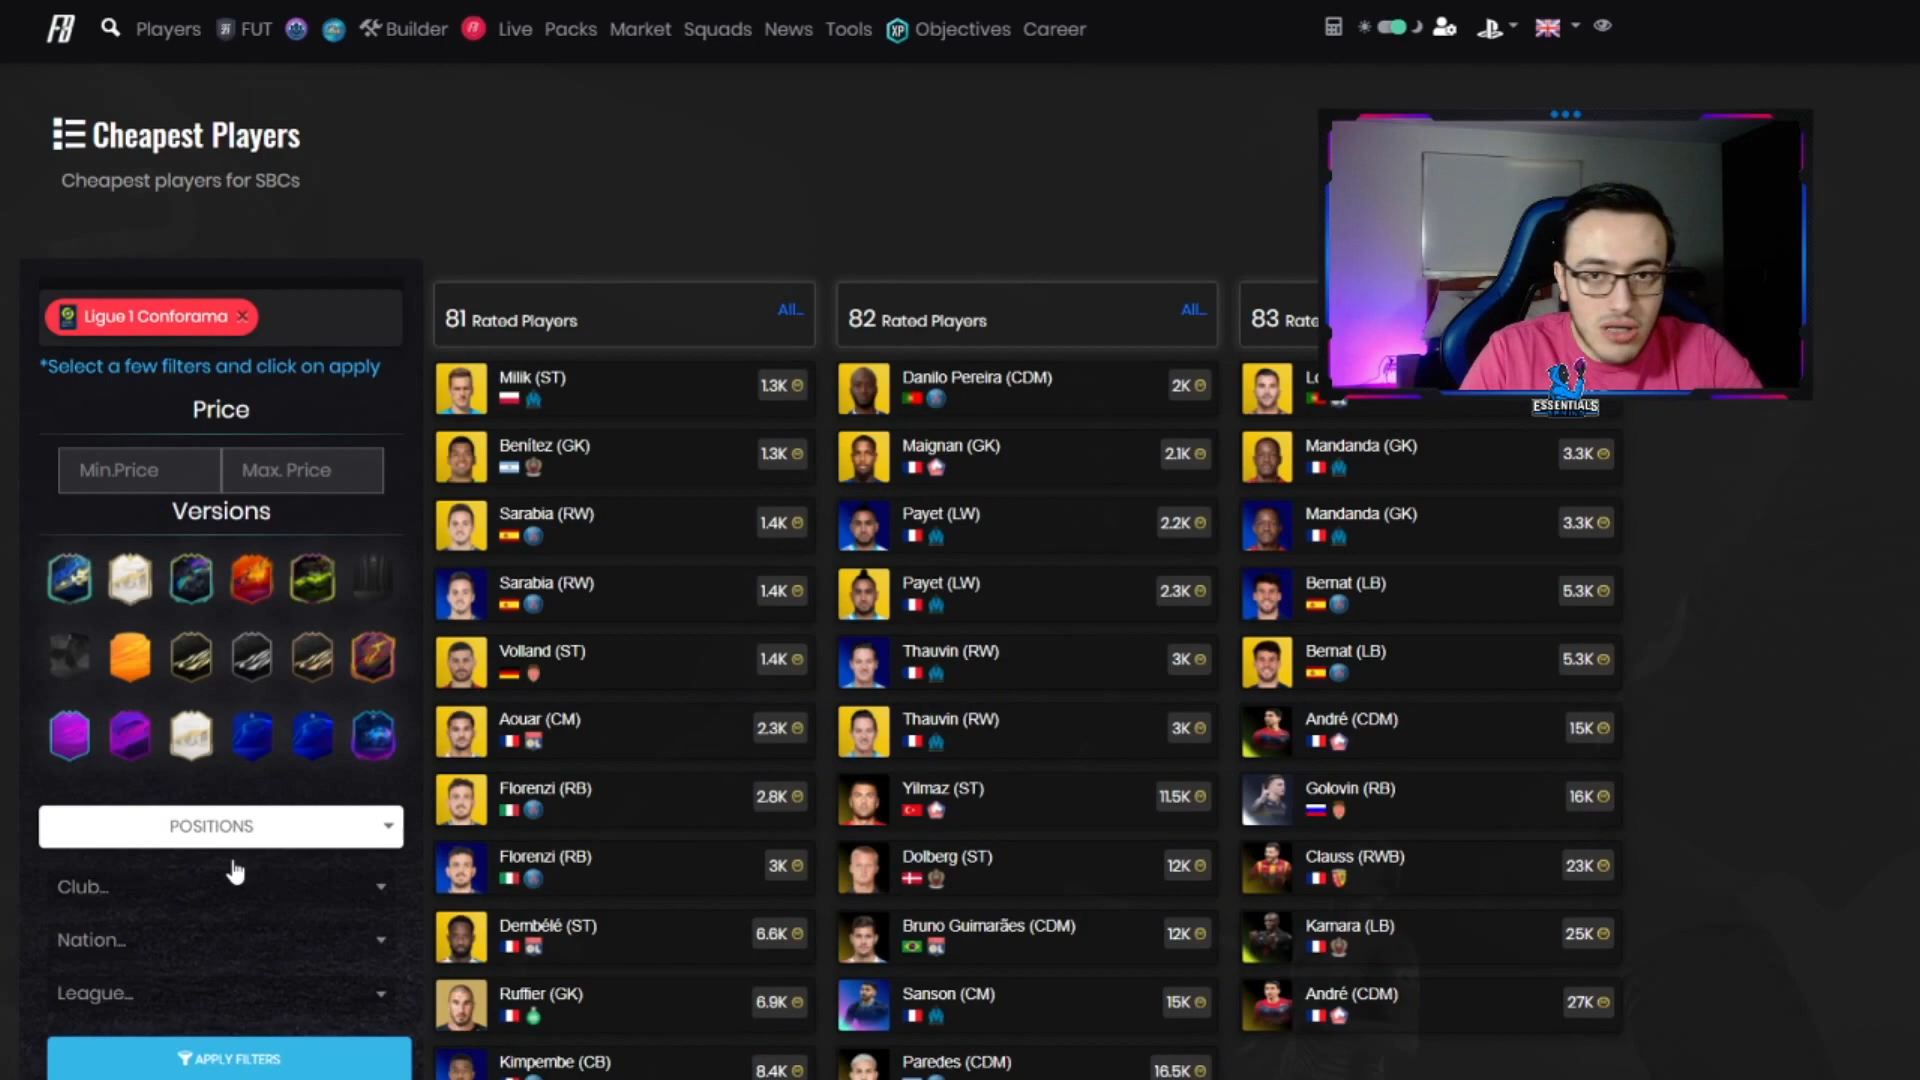 FB Players FUT Builder Live Packs Market Squads News Tools XP Objectives Career
Cheapest Players
Cheapest players for SBCs
Ligue 1 Conforama ×
*Select a few filters and click on apply
Price
Min.Price Max. Price
Versions
POSITIONS
Club...
Nation...
League...
APPLY FILTERS
81 Rated Players All...
Milik (ST) 1.3K
Benítez (GK) 1.3K
Sarabia (RW) 1.4K
Sarabia (RW) 1.4K
Volland (ST) 1.4K
Aouar (CM) 2.3K
Florenzi (RB) 2.8K
Florenzi (RB) 3K
Dembélé (ST) 6.6K
Ruffier (GK) 6.9K
Kimpembe (CB) 8.4K
82 Rated Players All...
Danilo Pereira (CDM) 2K
Maignan (GK) 2.1K
Payet (LW) 2.2K
Payet (LW) 2.3K
Thauvin (RW) 3K
Thauvin (RW) 3K
Yilmaz (ST) 11.5K
Dolberg (ST) 12K
Bruno Guimarães (CDM) 12K
Sanson (CM) 15K
Paredes (CDM) 16.5K
83 Rate
Lo
Mandanda (GK) 3.3K
Mandanda (GK) 3.3K
Bernat (LB) 5.3K
Bernat (LB) 5.3K
André (CDM) 15K
Golovin (RB) 16K
Clauss (RWB) 23K
Kamara (LB) 25K
André (CDM) 27K
ESSENTIALS